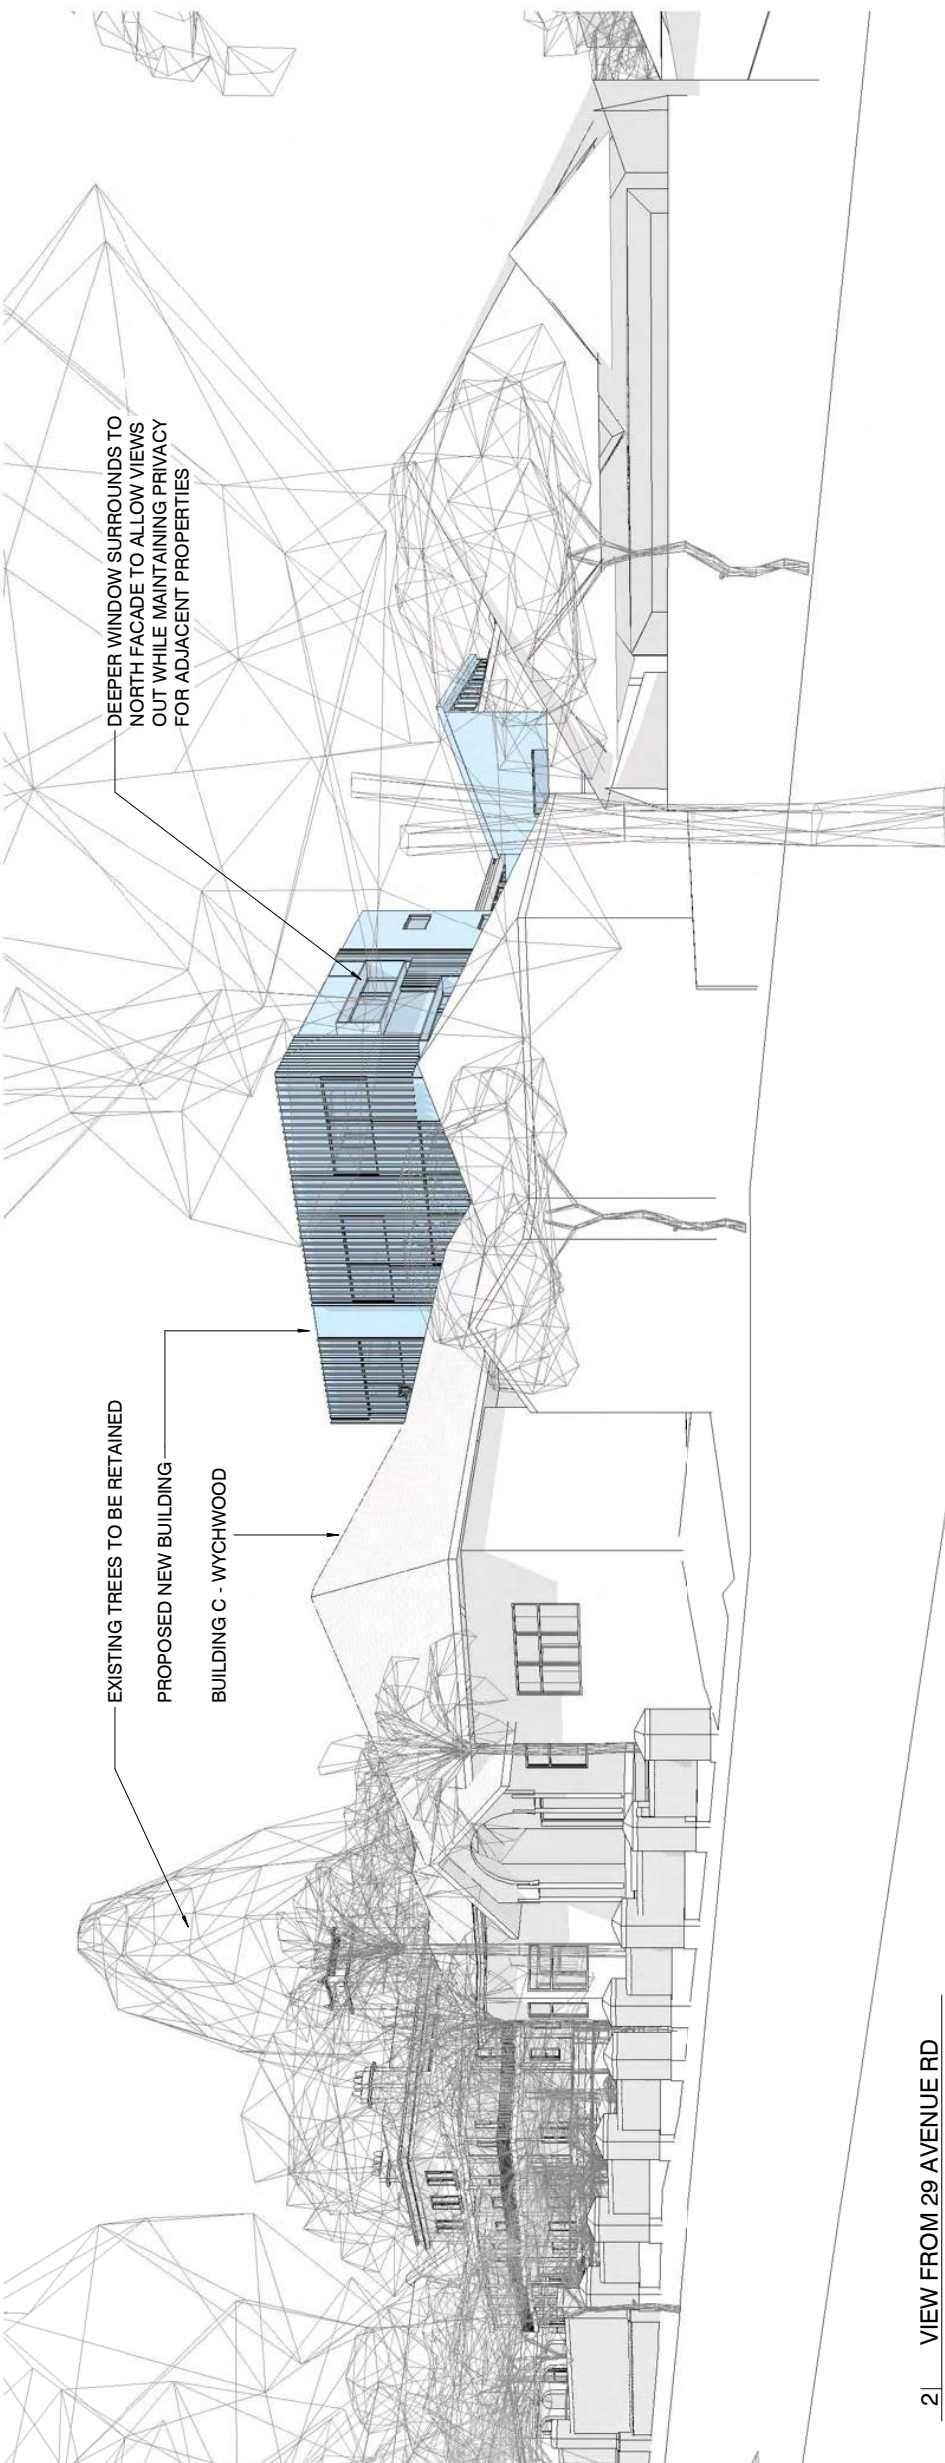 EXISTING TREES TO BE RETAINED
PROPOSED NEW BUILDING
BUILDING C - WYCHWOOD
DEEPER WINDOW SURROUNDS TO
NORTH FACADE TO ALLOW VIEWS
OUT WHILE MAINTAINING PRIVACY
FOR ADJACENT PROPERTIES
2| VIEW FROM 29 AVENUE RD